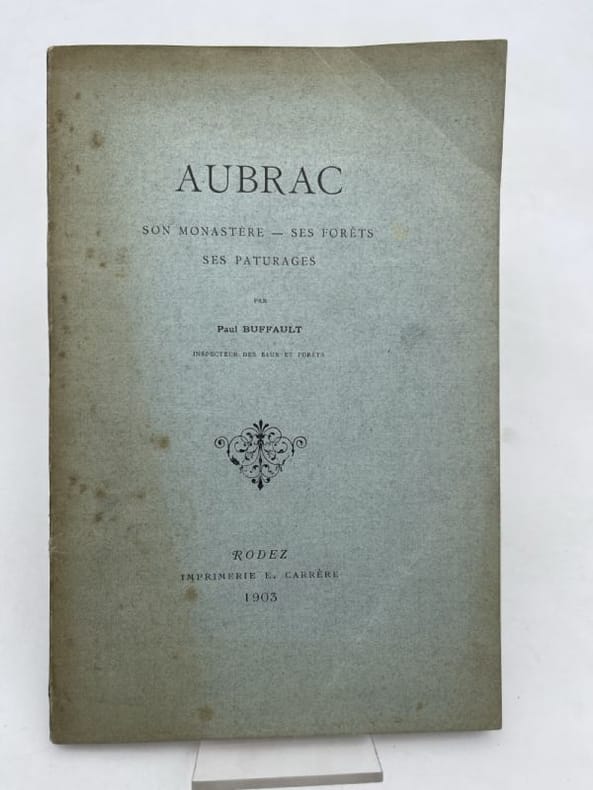 AUBRAC
SON MONASTÈRE — SES FORÊTS
SES PATURAGES
PAR
Paul BUFFAULT
INSPECTEUR DES EAUX ET FORÊTS
RODEZ
IMPRIMERIE E. CARRÈRE
1903